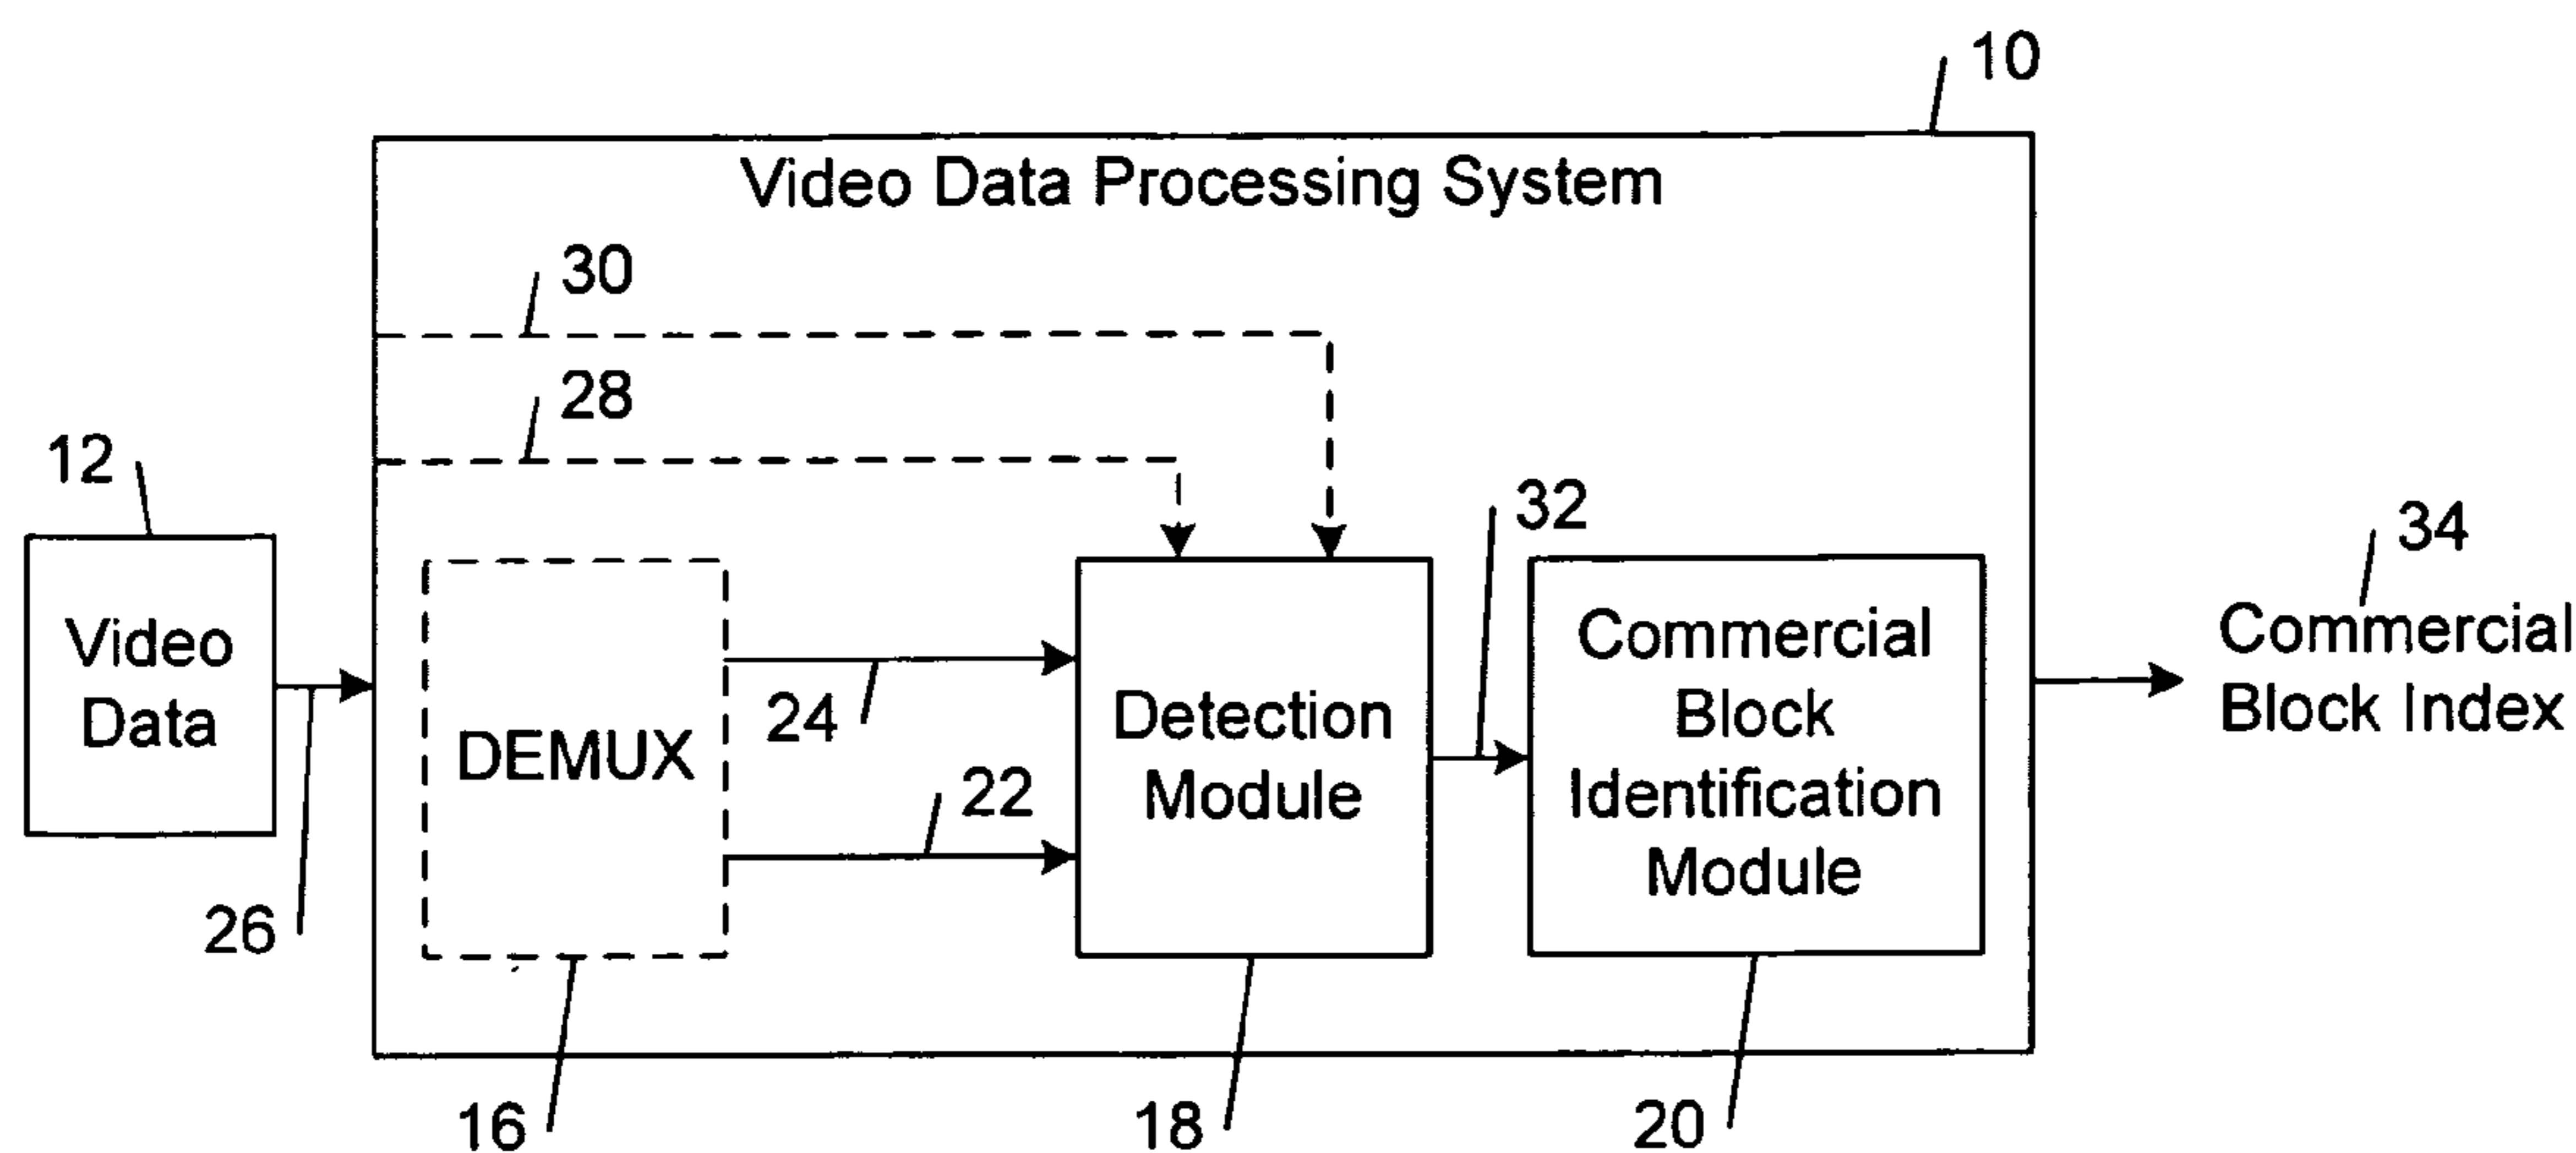 10
Video Data Processing System
30
28
12
32
34
Video
Data
DEMUX
24
22
Detection
Module
Commercial
Block
Identification
Module
Commercial
Block Index
26
16
18
20